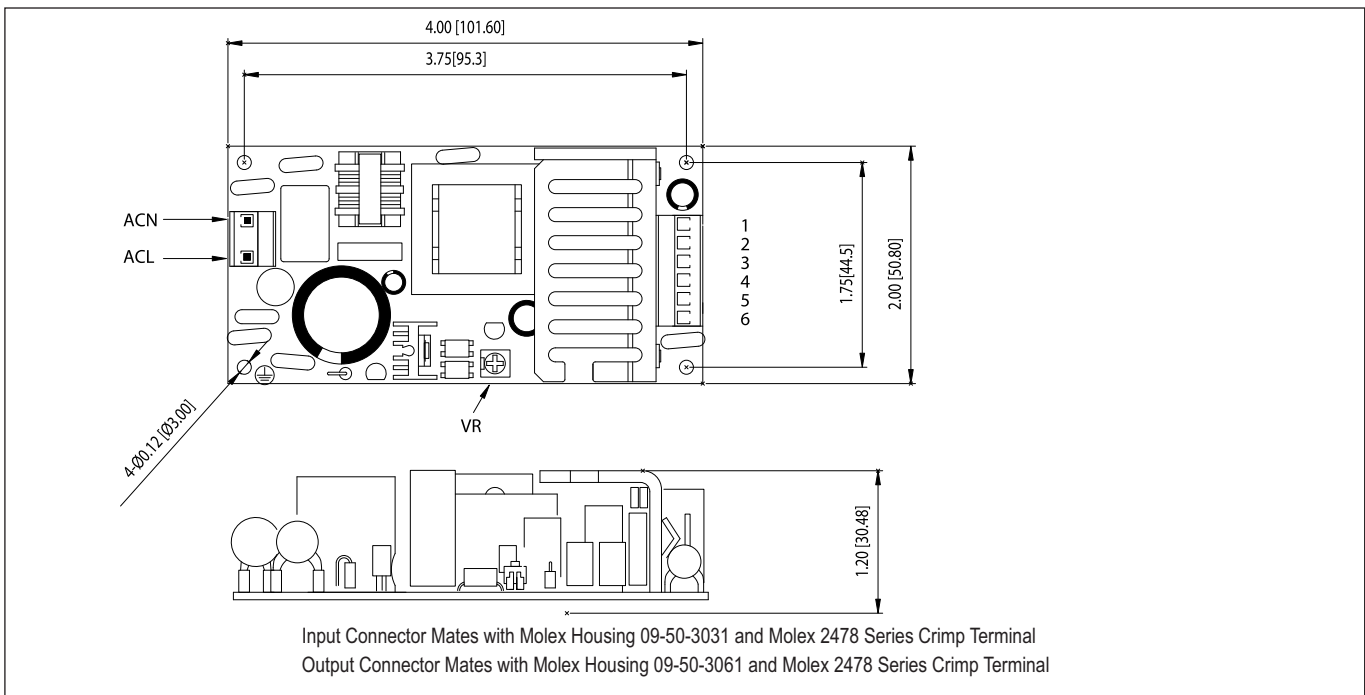 4.00 [101.60]
3.75[95.3]
ACN
ACL
1
2
3
4
5
6
1.75[44.5]
2.00 [50.80]
4-Ø0.12 [Ø3.00]
VR
1.20 [30.48]
Input Connector Mates with Molex Housing 09-50-3031 and Molex 2478 Series Crimp Terminal
Output Connector Mates with Molex Housing 09-50-3061 and Molex 2478 Series Crimp Terminal